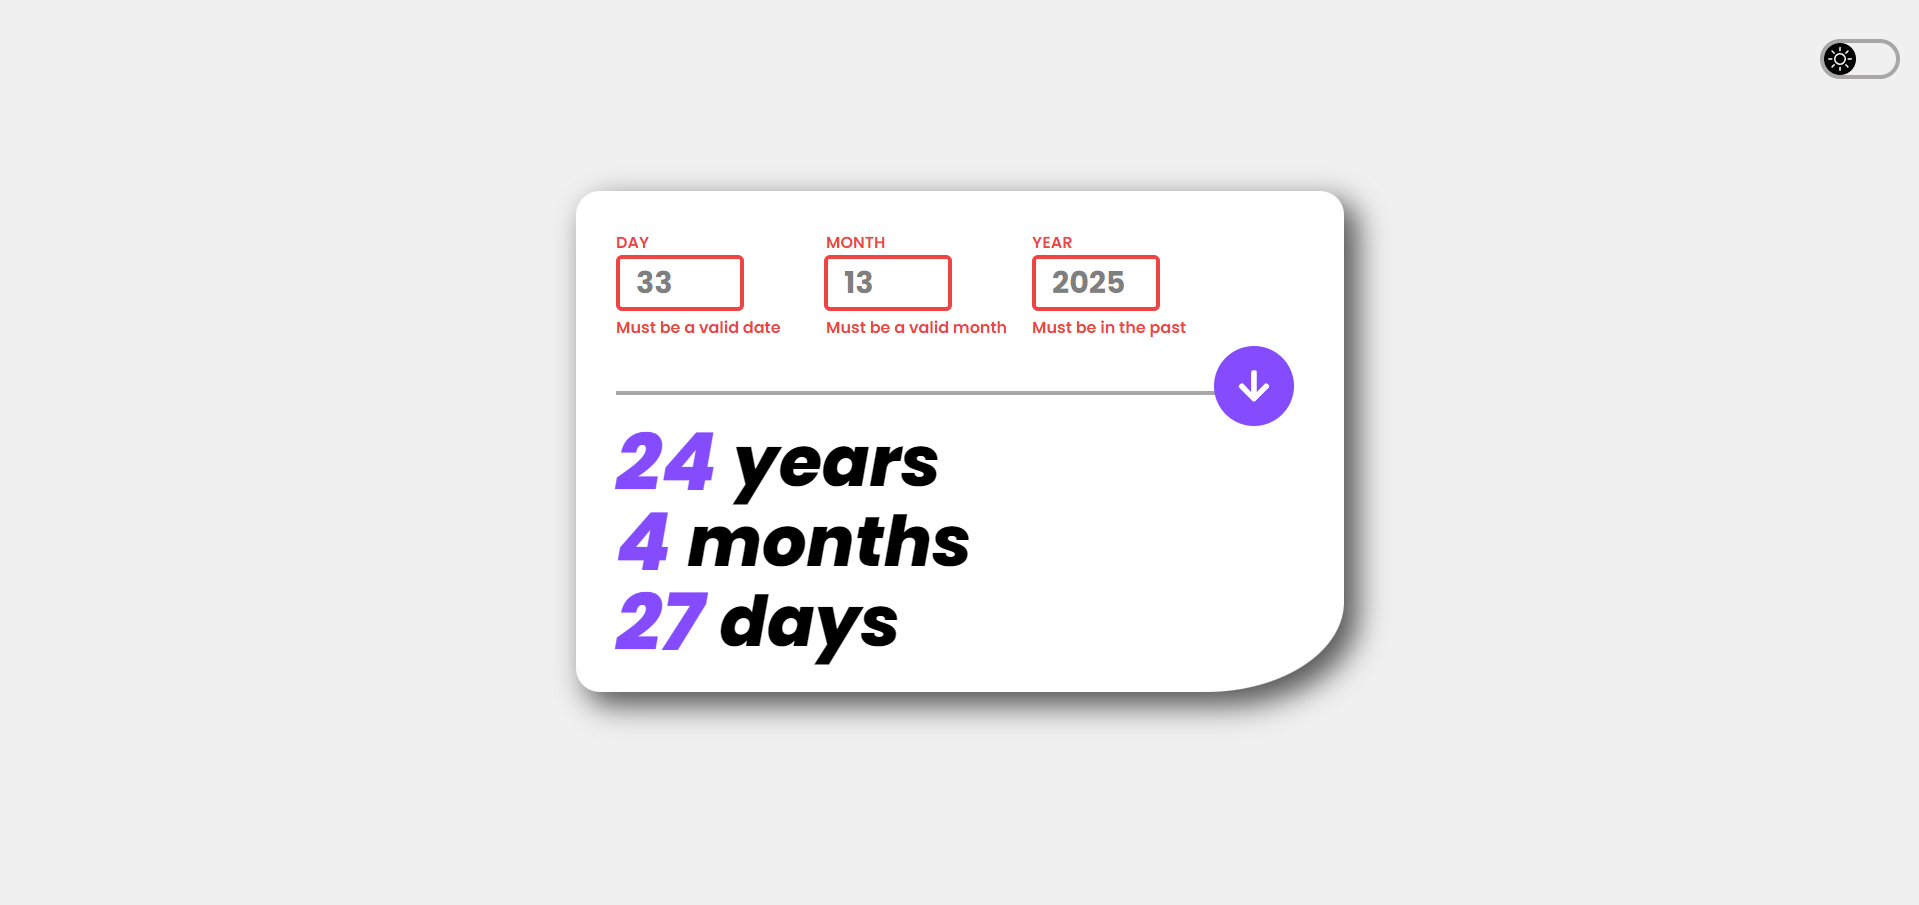 DAY MONTH YEAR
33 13 2025
Must be a valid date Must be a valid month Must be in the past
24 years
4 months
27 days